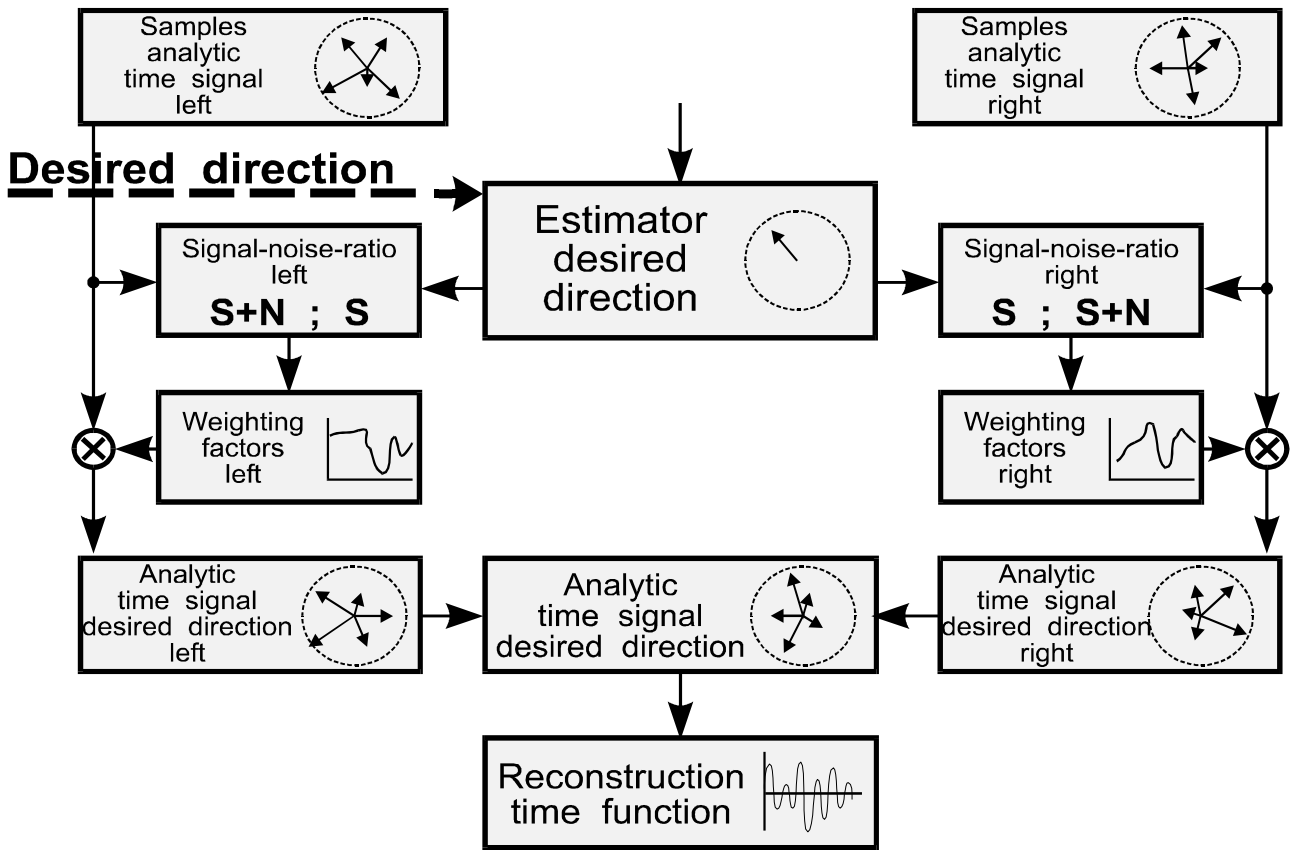 Samples
analytic
time signal
left
Samples
analytic
time signal
right
Desired direction
Estimator
desired
direction
Signal-noise-ratio
left
S+N ; S
Signal-noise-ratio
right
S ; S+N
Weighting
factors
left
Weighting
factors
right
Analytic
time signal
desired direction
left
Analytic
time signal
desired direction
Analytic
time signal
desired direction
right
Reconstruction
time function